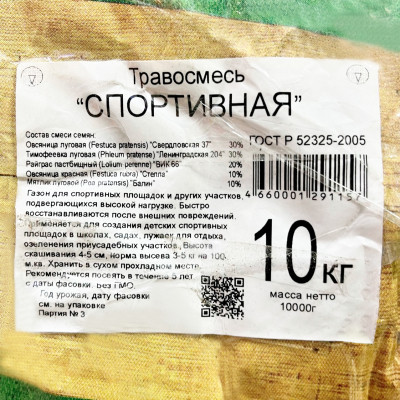 Травосмесь
“СПОРТИВНАЯ”
Состав смеси семян:
Овсяница луговая (Festuca pratensis) "Свердловская 37" 30%
Тимофеевка луговая (Phleum pratense) "Ленинградская 204" 30%
Райграс пастбищный (Lolium perenne) "ВИК 66" 20%
Овсяница красная (Festuca rubra) "Стелла" 10%
Мятлик луговой (Poa pratensis) "Балин" 10%
ГОСТ Р 52325-2005
Газон для спортивных площадок и других участков,
подвергающихся высокой нагрузке. Быстро
восстанавливаются после внешних повреждений.
Применяется для создания детских спортивных
площадок в школах, садах, лужаек для отдыха,
озеленения приусадебных участков. Высота
скашивания 4-5 см, норма высева 3-5 кг на 100
м.кв. Хранить в сухом прохладном месте.
Рекомендуется посеять в течение 5 лет
с даты фасовки. Без ГМО.
Год урожая, дату фасовки
см. на упаковке
Партия № 3
4660001291157
10 кг
масса нетто
10000г